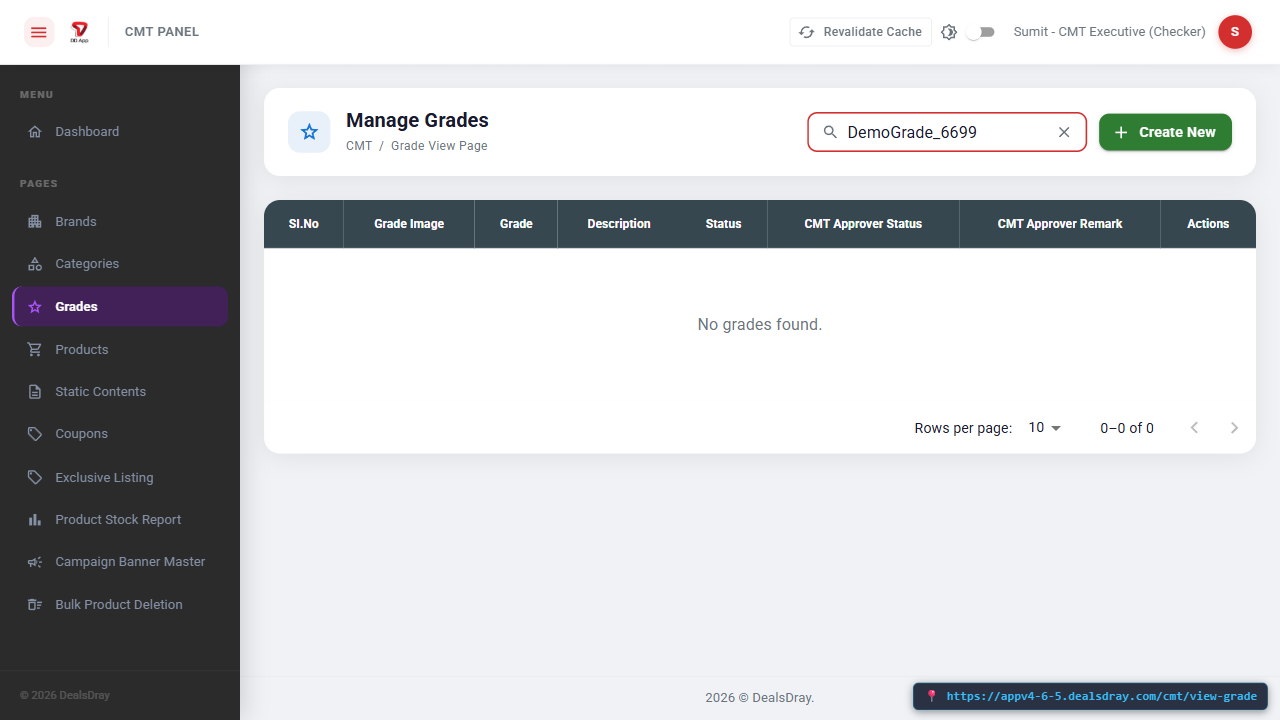 DD App
CMT PANEL
Revalidate Cache
Sumit - CMT Executive (Checker)
S
MENU
Dashboard
PAGES
Brands
Categories
Grades
Products
Static Contents
Coupons
Exclusive Listing
Product Stock Report
Campaign Banner Master
Bulk Product Deletion
© 2026 DealsDray
Manage Grades
CMT / Grade View Page
DemoGrade_6699
Create New
Sl.No Grade Image Grade Description Status CMT Approver Status CMT Approver Remark Actions
No grades found.
Rows per page: 10 0–0 of 0
2026 © DealsDray.
https://appv4-6-5.dealsdray.com/cmt/view-grade